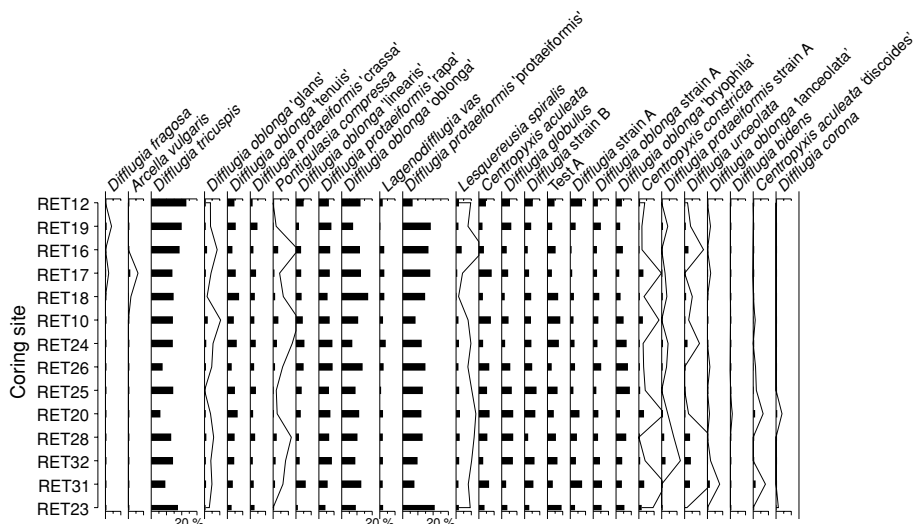 Difflugia fragosa
Arcella vulgaris
Difflugia tricuspis
Difflugia oblonga 'glans'
Difflugia oblonga 'tenuis'
Difflugia protaeiformis 'crassa'
Pontigulasia compressa
Difflugia oblonga 'linearis'
Difflugia protaeiformis 'rapa'
Difflugia oblonga 'oblonga'
Lagenodifflugia vas
Difflugia protaeiformis 'protaeiformis'
Lesquereusia spiralis
Centropyxis aculeata
Difflugia globulus
Difflugia strain B
Test A
Difflugia strain A
Difflugia oblonga strain A
Difflugia oblonga 'bryophila'
Centropyxis constricta
Difflugia protaeiformis strain A
Difflugia urceolata
Difflugia oblonga 'lanceolata'
Difflugia bidens
Centropyxis aculeata 'discoides'
Difflugia corona
Coring site
RET12
RET19
RET16
RET17
RET18
RET10
RET24
RET26
RET25
RET20
RET28
RET32
RET31
RET23
20 %
20 %
20 %